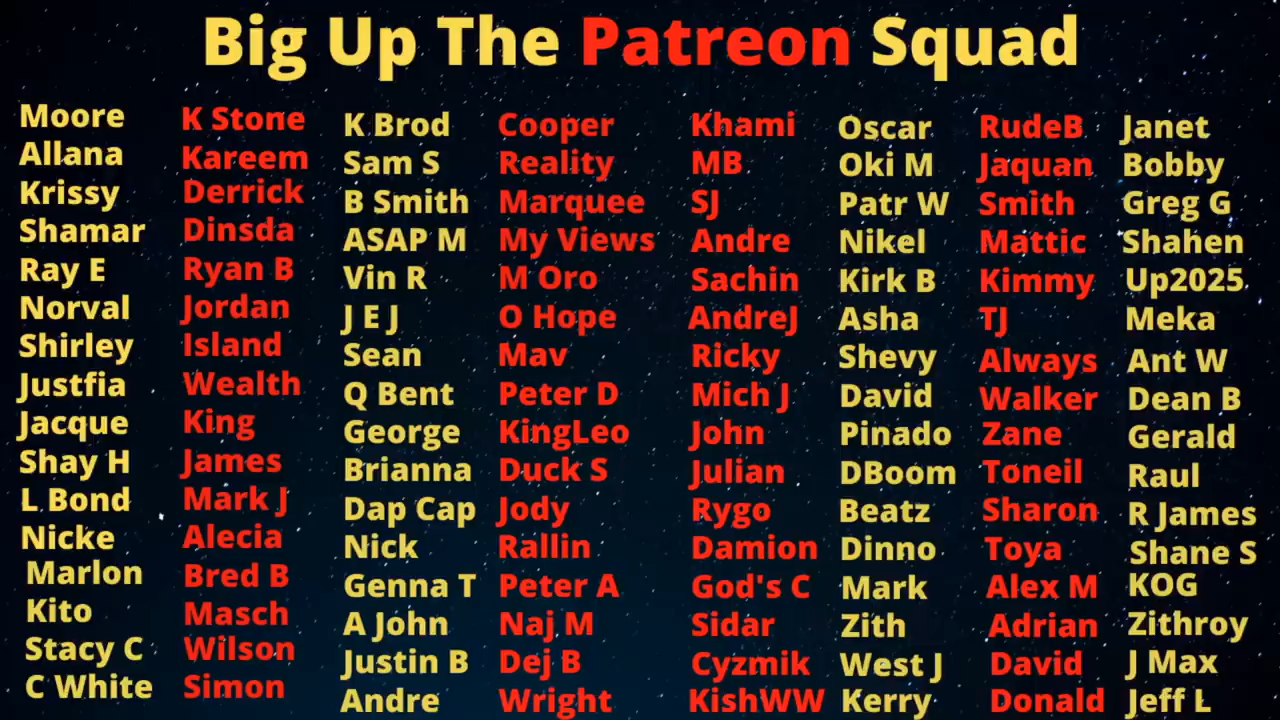 Big Up The Patreon Squad
Moore
Allana
Krissy
Shamar
Ray E
Norval
Shirley
Justfia
Jacque
Shay H
L Bond
Nicke
Marlon
Kito
Stacy C
C White
K Stone
Kareem
Derrick
Dinsda
Ryan B
Jordan
Island
Wealth
King
James
Mark J
Alecia
Bred B
Masch
Wilson
Simon
K Brod
Sam S
B Smith
ASAP M
Vin R
J E J
Sean
Q Bent
George
Brianna
Dap Cap
Nick
Genna T
A John
Justin B
Andre
Cooper
Reality
Marquee
My Views
M Oro
O Hope
Mav
Peter D
KingLeo
Duck S
Jody
Rallin
Peter A
Naj M
Dej B
Wright
Khami
MB
SJ
Andre
Sachin
AndreJ
Ricky
Mich J
John
Julian
Rygo
Damion
God's C
Sidar
Cyzmik
KishWW
Oscar
Oki M
Patr W
Nikel
Kirk B
Asha
Shevy
David
Pinado
DBoom
Beatz
Dinno
Mark
Zith
West J
Kerry
RudeB
Jaquan
Smith
Mattic
Kimmy
TJ
Always
Walker
Zane
Toneil
Sharon
Toya
Alex M
Adrian
David
Donald
Janet
Bobby
Greg G
Shahen
Up2025
Meka
Ant W
Dean B
Gerald
Raul
R James
Shane S
KOG
Zithroy
J Max
Jeff L